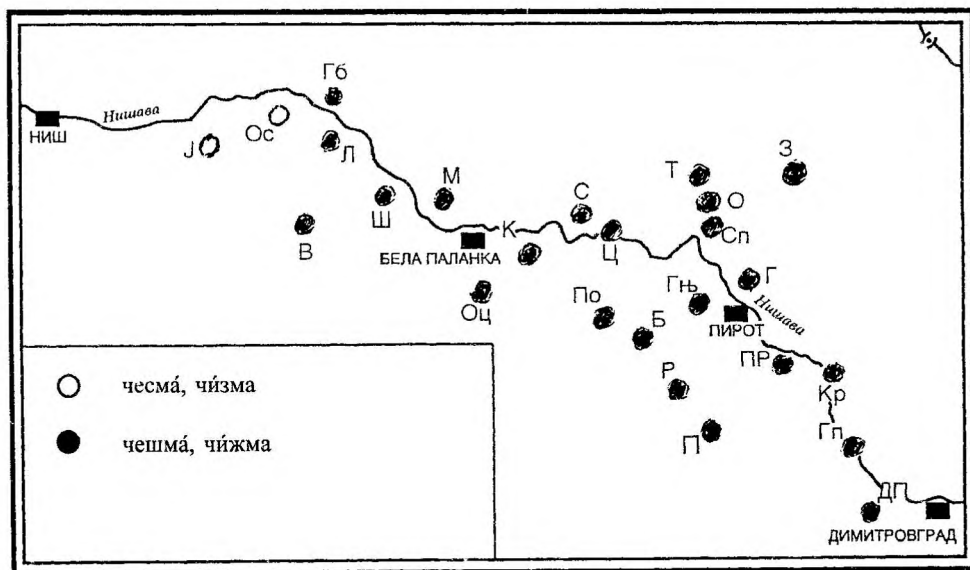 Гб
Нишава
НИШ
Ос
Ј
Л
Т
З
М
О
Ш
С
Сп
К
В
Ц
БЕЛА ПАЛАНКА
Г
Гњ
По
Оц
Нишава
Б
ПИРОТ
ПР
чесма́, чи́зма
Р
Кр
чешма́, чи́жма
П
Гп
ДП
ДИМИТРОВГРАД